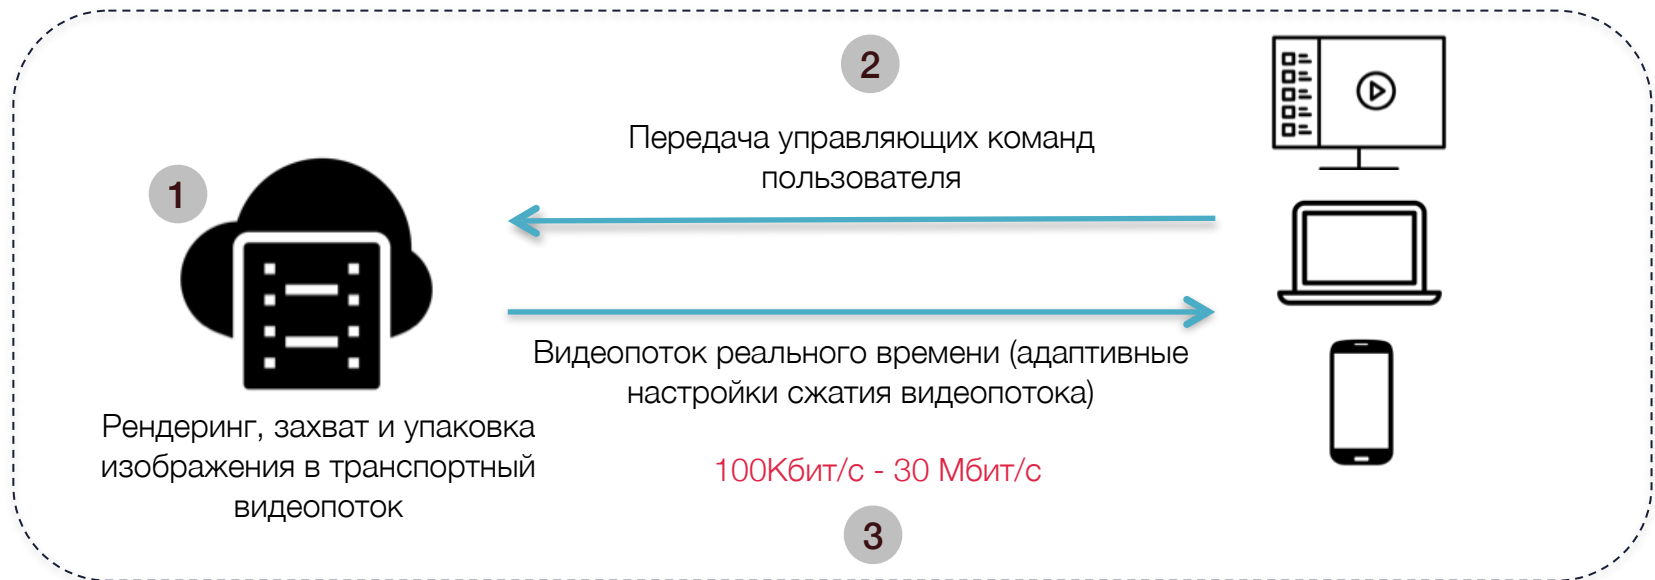 2
Передача управляющих команд
пользователя
1
Видеопоток реального времени (адаптивные
настройки сжатия видеопотока)
Рендеринг, захват и упаковка
изображения в транспортный
видеопоток
100Кбит/с - 30 Мбит/с
3